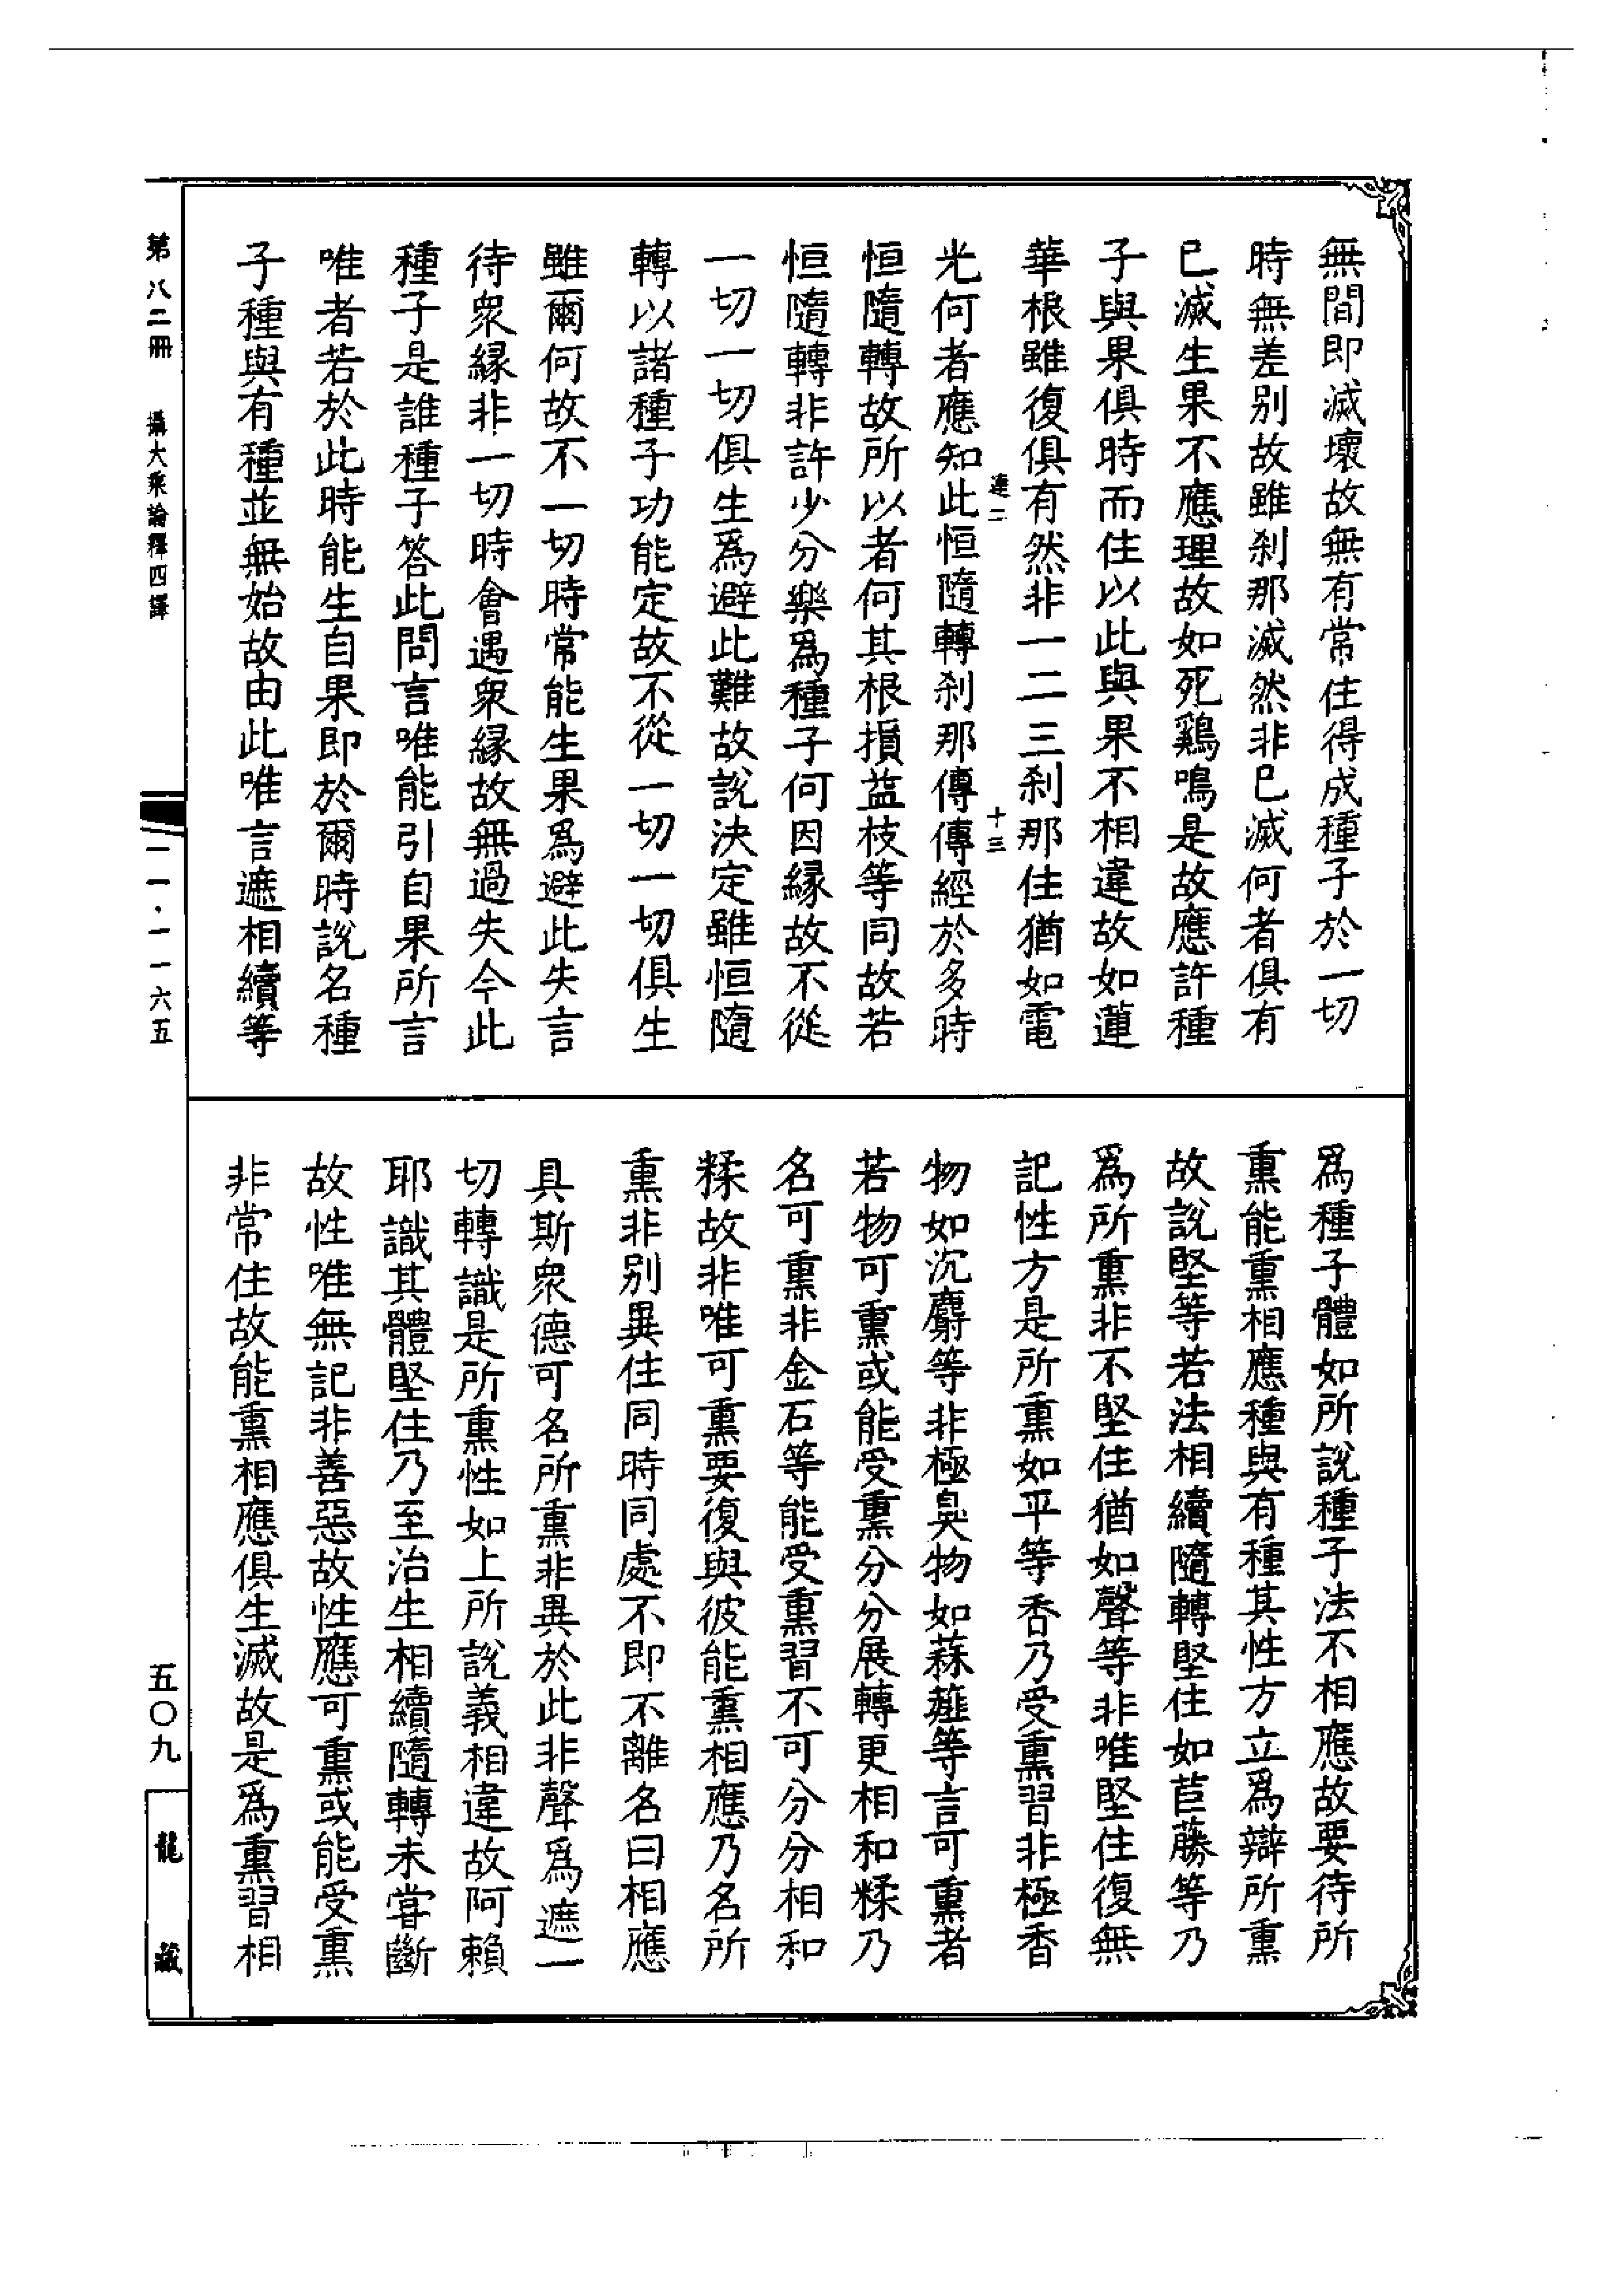 無間即滅壞故無有常住得成種子於一切
時無差别故雖刹那滅然非已滅何者俱有
已滅生果不應理故如死鷄鳴是故應許種
子與果俱時而住以此與果不相違故如蓮
華根雖復俱有然非一二三刹那住猶如電
連二 十三
光何者應知此恒隨轉刹那傳傳經於多時
恒隨轉故所以者何其根損益枝等同故若
恒隨轉非許少分樂爲種子何因緣故不從
一切一切俱生爲避此難故說決定雖恒隨
轉以諸種子功能定故不從一切一切俱生
雖爾何故不一切時常能生果爲避此失言
待衆緣非一切時會遇衆緣故無過失今此
種子是誰種子答此問言唯能引自果所言
唯者若於此時能生自果即於爾時說名種
子種與有種並無始故由此唯言遮相續等
爲種子體如所說種子法不相應故要待所
熏能熏相應種與有種其性方立爲辯所熏
故說堅等若法相續隨轉堅住如苣蕂等乃
爲所熏非不堅住猶如聲等非唯堅住復無
記性方是所熏如平等香乃受熏習非極香
物如沉麝等非極臭物如蒜薤等言可熏者
若物可熏或能受熏分分展轉更相和糅乃
名可熏非金石等能受熏習不可分分相和
糅故非唯可熏要復與彼能熏相應乃名所
熏非别異住同時同處不即不離名曰相應
具斯衆德可名所熏非異於此非聲爲遮一
切轉識是所熏性如上所說義相違故阿賴
耶識其體堅住乃至治生相續隨轉未甞斷
故性唯無記非善惡故性應可熏或能受熏
非常住故能熏相應俱生滅故是爲熏習相
第八二冊 攝大乘論釋四譯
一一·一一六五
五〇九
龍藏